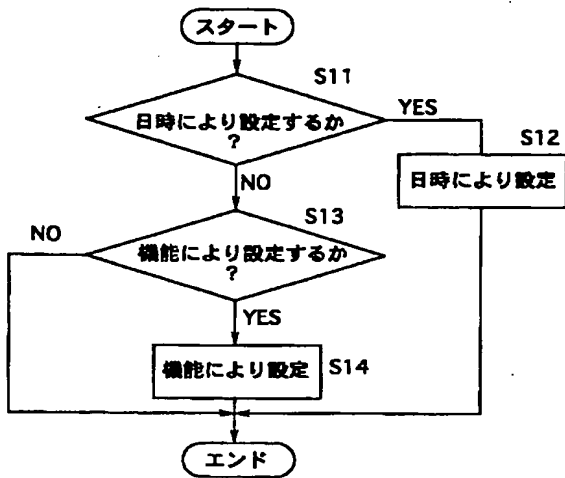 スタート
S11
日時により設定するか
?
YES
S12
日時により設定
NO
S13
NO
機能により設定するか
?
YES
機能により設定
S14
エンド